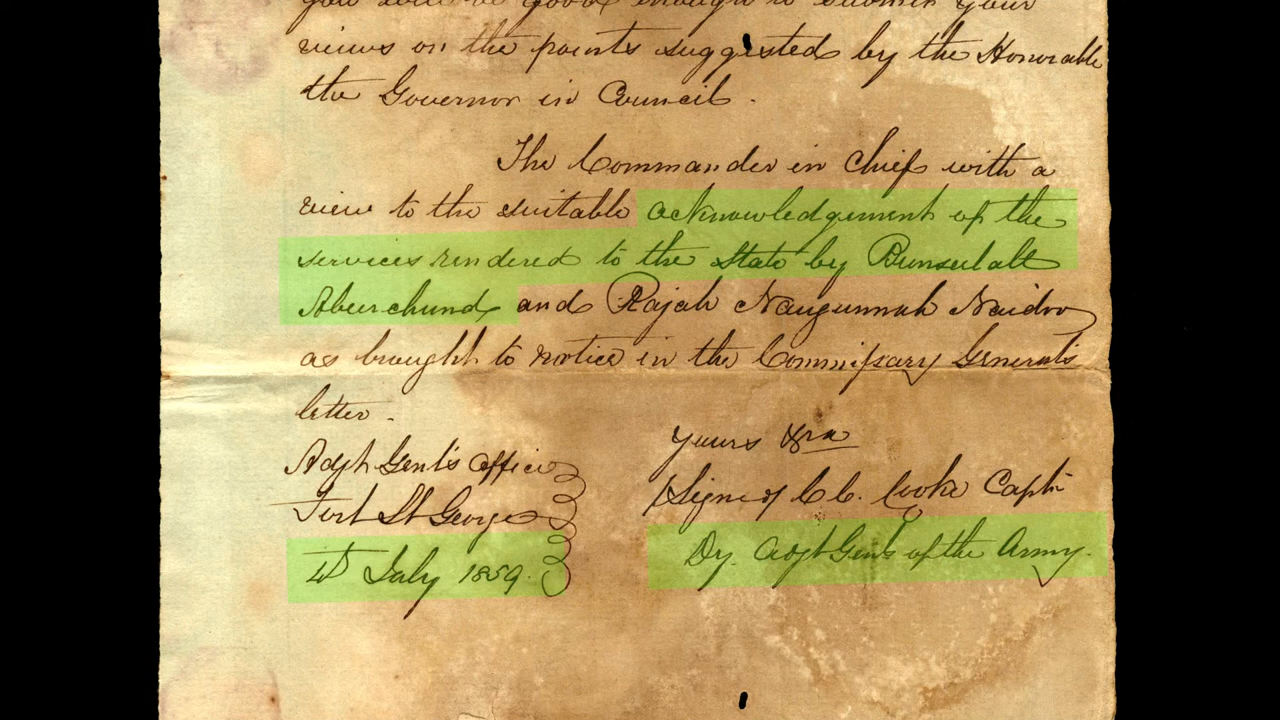 you will be good enough to submit your
views on the points suggested by the Honorable
the Governor in Council.
The Commander in Chief with a
view to the suitable acknowledgement of the
services rendered to the State by Bunseelall
Abeerchund and Rajah Naugunnah Naidoo
as brought to notice in the Commissary General's
letter.
Yours &ca
Adjt Genl's Office
(Signed) C. C. Cooke Captn
Fort St George
Dy. Adjt Genl of the Army.
4th July 1859.